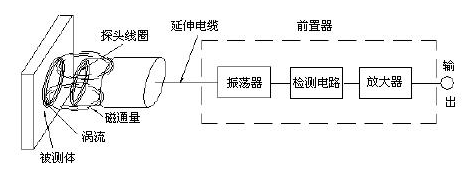 探头线圈
延伸电缆
前置器
振荡器
检测电路
放大器
输
出
磁通量
涡流
被测体